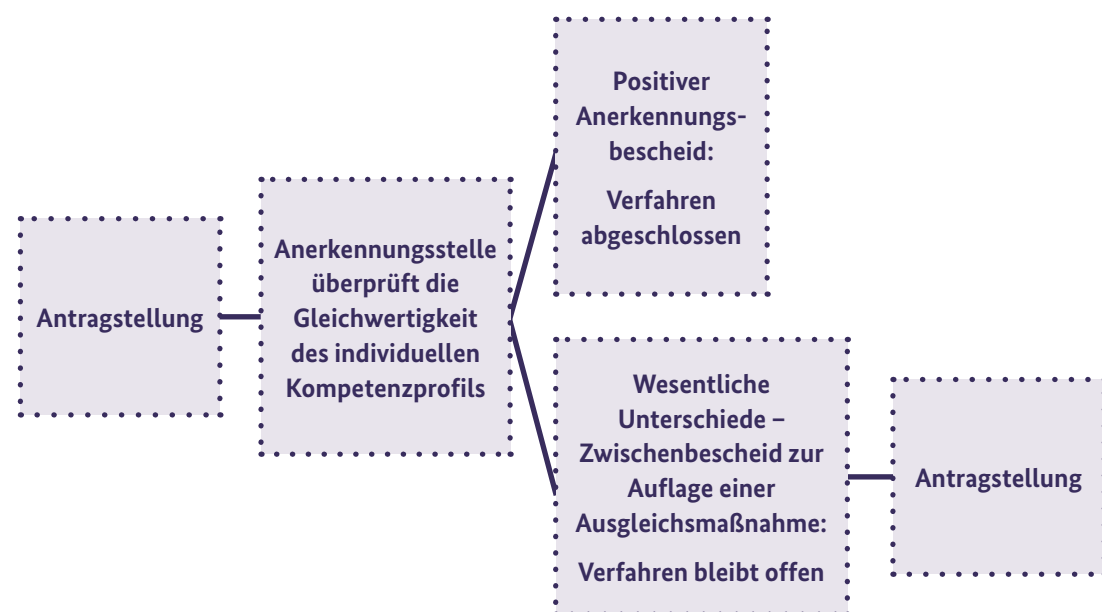 Antragstellung
Anerkennungsstelle
überprüft die
Gleichwertigkeit
des individuellen
Kompetenzprofils
Positiver
Anerkennungs-
bescheid:
Verfahren
abgeschlossen
Wesentliche
Unterschiede –
Zwischenbescheid zur
Auflage einer
Ausgleichsmaßnahme:
Verfahren bleibt offen
Antragstellung